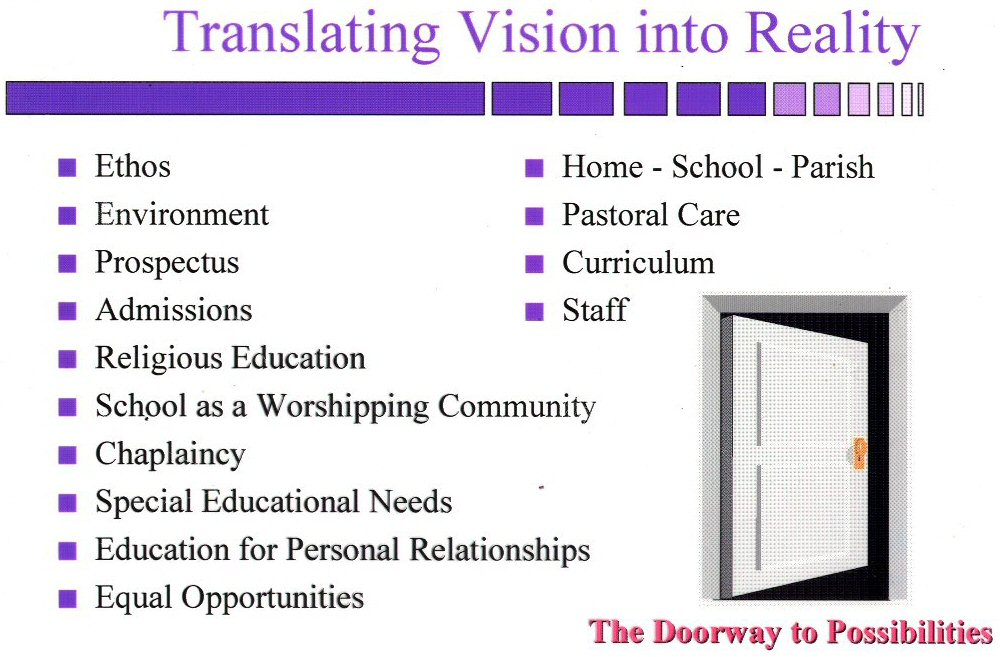 Translating Vision into Reality
Ethos
Environment
Prospectus
Admissions
Religious Education
School as a Worshipping Community
Chaplaincy
Special Educational Needs
Education for Personal Relationships
Equal Opportunities
Home - School - Parish
Pastoral Care
Curriculum
Staff
The Doorway to Possibilities